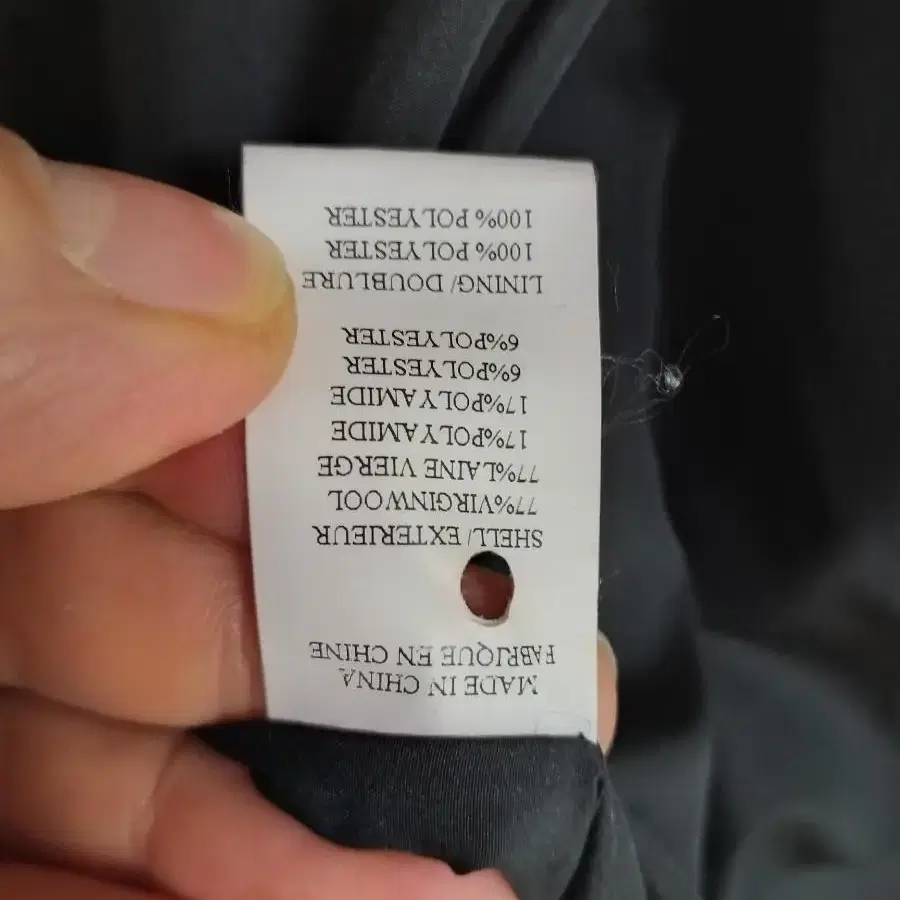 MADE IN CHINA
FABRIQUE EN CHINE
SHELL/ EXTERIEUR
77%VIRGINWOOL
77%LAINE VIERGE
17%POLYAMIDE
17%POLYAMIDE
6%POLYESTER
6%POLYESTER
LINING/ DOUBLURE
100% POLYESTER
100% POLYESTER